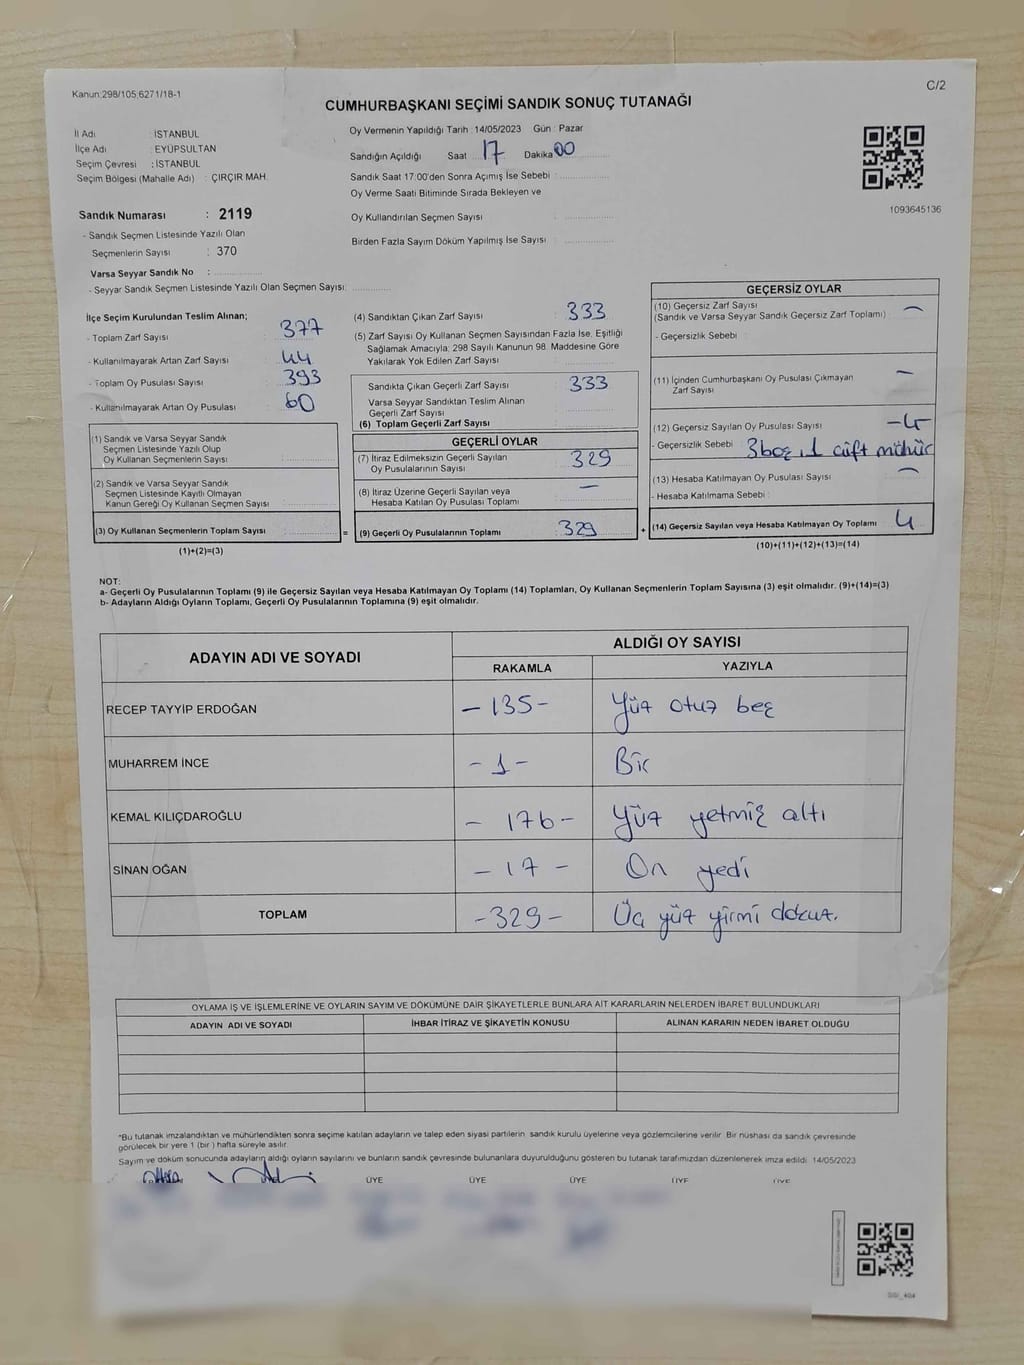 Kanun:298/105;6271/18-1
C/2
CUMHURBAŞKANI SEÇİMİ SANDIK SONUÇ TUTANAĞI
İl Adı : İSTANBUL
İlçe Adı : EYÜPSULTAN
Seçim Çevresi : İSTANBUL
Seçim Bölgesi (Mahalle Adı) : ÇIRÇIR MAH.
Sandık Numarası : 2119
- Sandık Seçmen Listesinde Yazılı Olan
Seçmenlerin Sayısı : 370
Varsa Seyyar Sandık No :
- Seyyar Sandık Seçmen Listesinde Yazılı Olan Seçmen Sayısı:
Oy Vermenin Yapıldığı Tarih : 14/05/2023 Gün : Pazar
Sandığın Açıldığı Saat 17 Dakika 00
Sandık Saat 17:00'den Sonra Açımış İse Sebebi :
Oy Verme Saati Bitiminde Sırada Bekleyen ve
Oy Kullandırılan Seçmen Sayısı :
Birden Fazla Sayım Döküm Yapılmış İse Sayısı :
1093645136
İlçe Seçim Kurulundan Teslim Alınan;
- Toplam Zarf Sayısı : 377
- Kullanılmayarak Artan Zarf Sayısı : 44
- Toplam Oy Pusulası Sayısı : 393
- Kullanılmayarak Artan Oy Pusulası : 60
(1) Sandık ve Varsa Seyyar Sandık
Seçmen Listesinde Yazılı Olup
Oy Kullanan Seçmenlerin Sayısı :
(2) Sandık ve Varsa Seyyar Sandık
Seçmen Listesinde Kayıtlı Olmayan
Kanun Gereği Oy Kullanan Seçmen Sayısı :
(3) Oy Kullanan Seçmenlerin Toplam Sayısı :
(1)+(2)=(3)
(4) Sandıktan Çıkan Zarf Sayısı : 333
(5) Zarf Sayısı Oy Kullanan Seçmen Sayısından Fazla İse, Eşitliği
Sağlamak Amacıyla; 298 Sayılı Kanunun 98. Maddesine Göre
Yakılarak Yok Edilen Zarf Sayısı :
Sandıkta Çıkan Geçerli Zarf Sayısı : 333
Varsa Seyyar Sandıktan Teslim Alınan
Geçerli Zarf Sayısı :
(6) Toplam Geçerli Zarf Sayısı
GEÇERLİ OYLAR
(7) İtiraz Edilmeksizin Geçerli Sayılan
Oy Pusulalarının Sayısı : 329
(8) İtiraz Üzerine Geçerli Sayılan veya
Hesaba Katılan Oy Pusulası Toplamı : –
= (9) Geçerli Oy Pusulalarının Toplamı : 329 +
GEÇERSİZ OYLAR
(10) Geçersiz Zarf Sayısı
(Sandık ve Varsa Seyyar Sandık Geçersiz Zarf Toplamı) : –
- Geçersizlik Sebebi :
(11) İçinden Cumhurbaşkanı Oy Pusulası Çıkmayan
Zarf Sayısı : –
(12) Geçersiz Sayılan Oy Pusulası Sayısı : -4-
- Geçersizlik Sebebi : 3 boş, 1 çift mühür
(13) Hesaba Katılmayan Oy Pusulası Sayısı : –
- Hesaba Katılmama Sebebi :
(14) Geçersiz Sayılan veya Hesaba Katılmayan Oy Toplamı : 4
(10)+(11)+(12)+(13)=(14)
NOT:
a- Geçerli Oy Pusulalarının Toplamı (9) ile Geçersiz Sayılan veya Hesaba Katılmayan Oy Toplamı (14) Toplamları, Oy Kullanan Seçmenlerin Toplam Sayısına (3) eşit olmalıdır. (9)+(14)=(3)
b- Adayların Aldığı Oyların Toplamı, Geçerli Oy Pusulalarının Toplamına (9) eşit olmalıdır.
ADAYIN ADI VE SOYADI
ALDIĞI OY SAYISI
RAKAMLA YAZIYLA
RECEP TAYYİP ERDOĞAN - 135 - Yüz otuz beş
MUHARREM İNCE - 1 - Bir
KEMAL KILIÇDAROĞLU - 176 - Yüz yetmiş altı
SİNAN OĞAN - 17 - On yedi
TOPLAM - 329 - Üç yüz yirmi dokuz.
OYLAMA İŞ VE İŞLEMLERİNE VE OYLARIN SAYIM VE DÖKÜMÜNE DAİR ŞİKAYETLERLE BUNLARA AİT KARARLARIN NELERDEN İBARET BULUNDUKLARI
ADAYIN ADI VE SOYADI İHBAR İTİRAZ VE ŞİKAYETİN KONUSU ALINAN KARARIN NEDEN İBARET OLDUĞU
*Bu tutanak imzalandıktan ve mühürlendikten sonra seçime katılan adayların ve talep eden siyasi partilerin sandık kurulu üyelerine veya gözlemcilerine verilir. Bir nüshası da sandık çevresinde
görülecek bir yere 1 (bir ) hafta süreyle asılır.
Sayım ve döküm sonucunda adayların aldığı oyların sayılarını ve bunların sandık çevresinde bulunanlara duyurulduğunu gösteren bu tutanak tarafımızdan düzenlenerek imza edildi. 14/05/2023
ÜYE ÜYE ÜYE ÜYE ÜYE